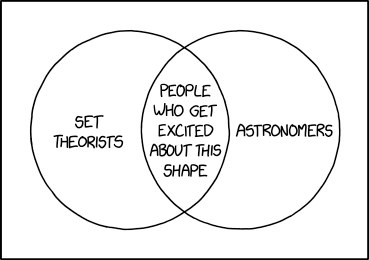 SET
THEORISTS
PEOPLE
WHO GET
EXCITED
ABOUT THIS
SHAPE
ASTRONOMERS